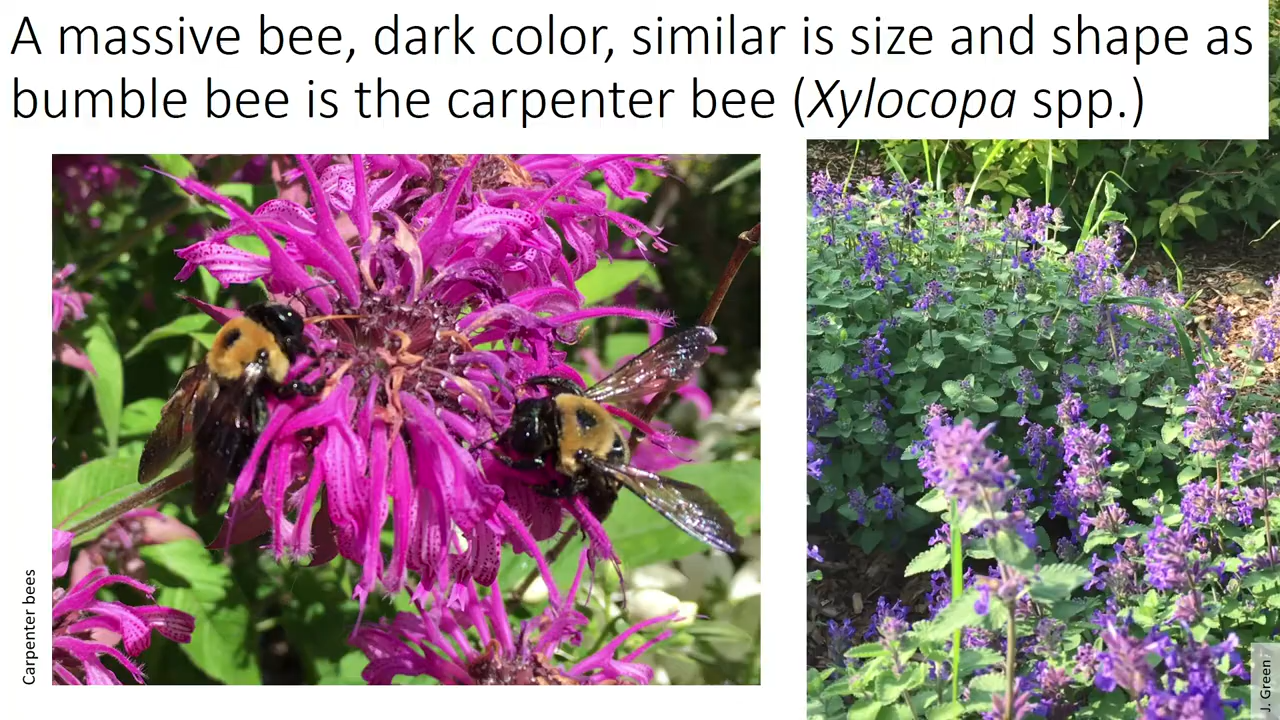 A massive bee, dark color, similar is size and shape as
bumble bee is the carpenter bee (Xylocopa spp.)
Carpenter bees
J. Green